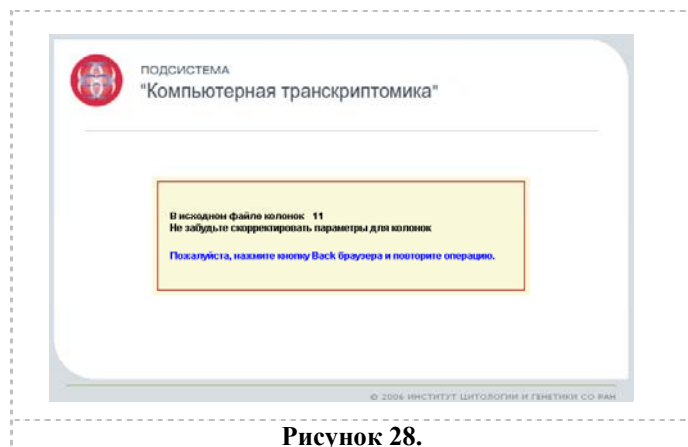 ПОДСИСТЕМА
"Компьютерная транскриптомика"
В исходном файле колонок 11
Не забудьте скорректировать параметры для колонок
Пожалуйста, нажмите кнопку Back браузера и повторите операцию.
© 2006 ИНСТИТУТ ЦИТОЛОГИИ И ГЕНЕТИКИ СО РАН
Рисунок 28.